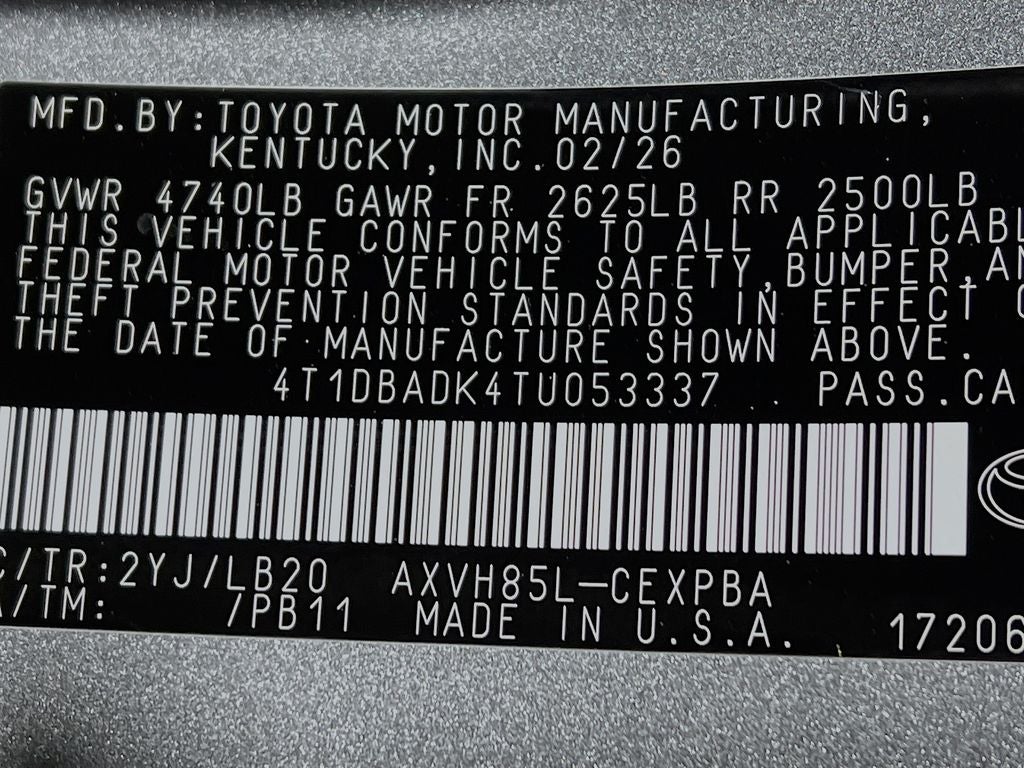 MFD.BY:TOYOTA MOTOR MANUFACTURING,
KENTUCKY,INC.02/26
GVWR 4740LB GAWR FR 2625LB RR 2500LB
THIS VEHICLE CONFORMS TO ALL APPLICABL
FEDERAL MOTOR VEHICLE SAFETY,BUMPER,AN
THEFT PREVENTION STANDARDS IN EFFECT O
THE DATE OF MANUFACTURE SHOWN ABOVE.
4T1DBADK4TU053337 PASS.CA
C/TR:2YJ/LB20 AXVH85L-CEXPBA
A/TM: /PB11 MADE IN U.S.A. 17206